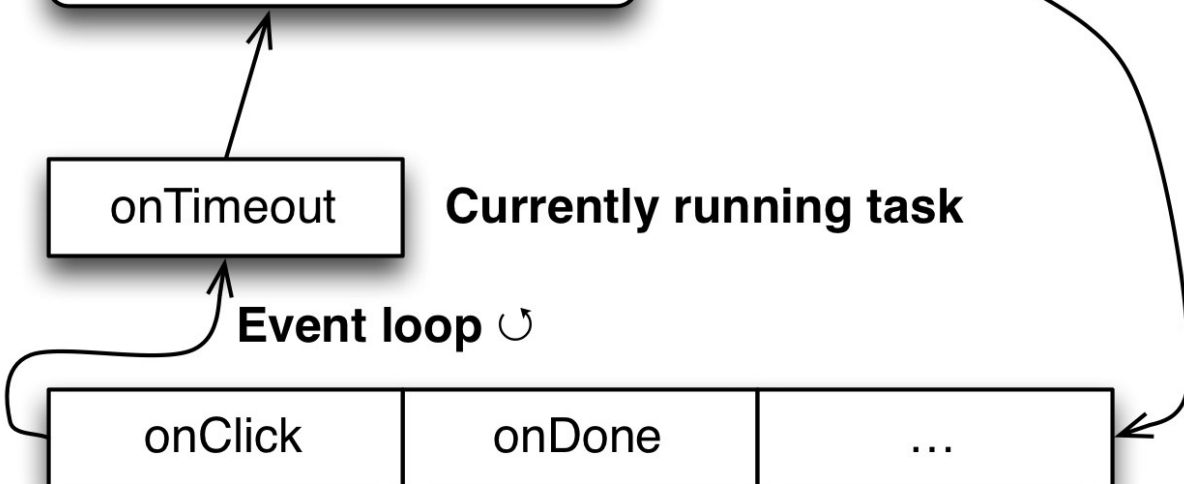 onTimeout
Currently running task
Event loop
onClick
onDone
…